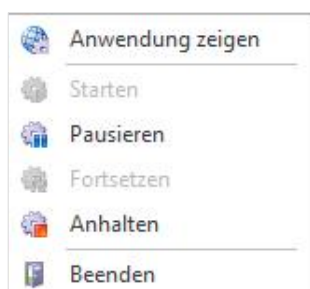 Anwendung zeigen
Starten
Pausieren
Fortsetzen
Anhalten
Beenden